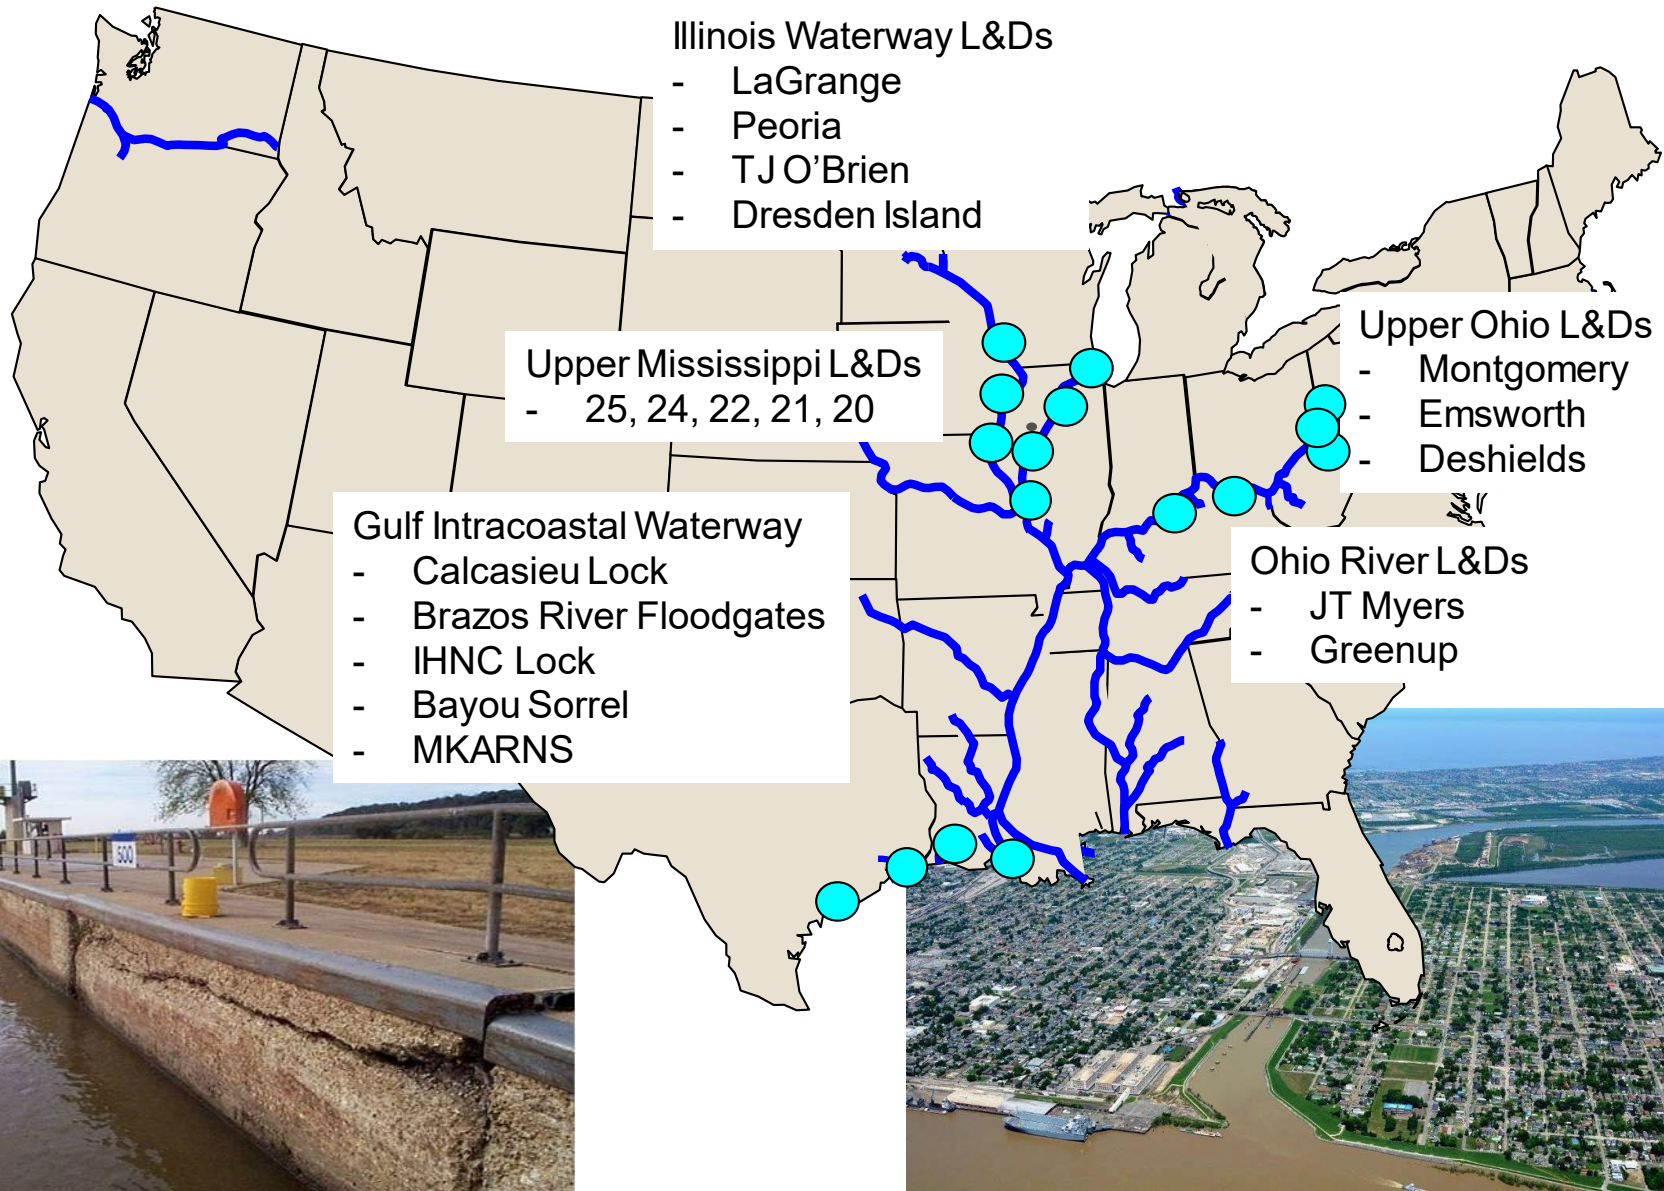 Illinois Waterway L&Ds
- LaGrange
- Peoria
- TJ O'Brien
- Dresden Island
Upper Mississippi L&Ds
- 25, 24, 22, 21, 20
Upper Ohio L&Ds
- Montgomery
- Emsworth
- Deshields
Gulf Intracoastal Waterway
- Calcasieu Lock
- Brazos River Floodgates
- IHNC Lock
- Bayou Sorrel
- MKARNS
Ohio River L&Ds
- JT Myers
- Greenup
500